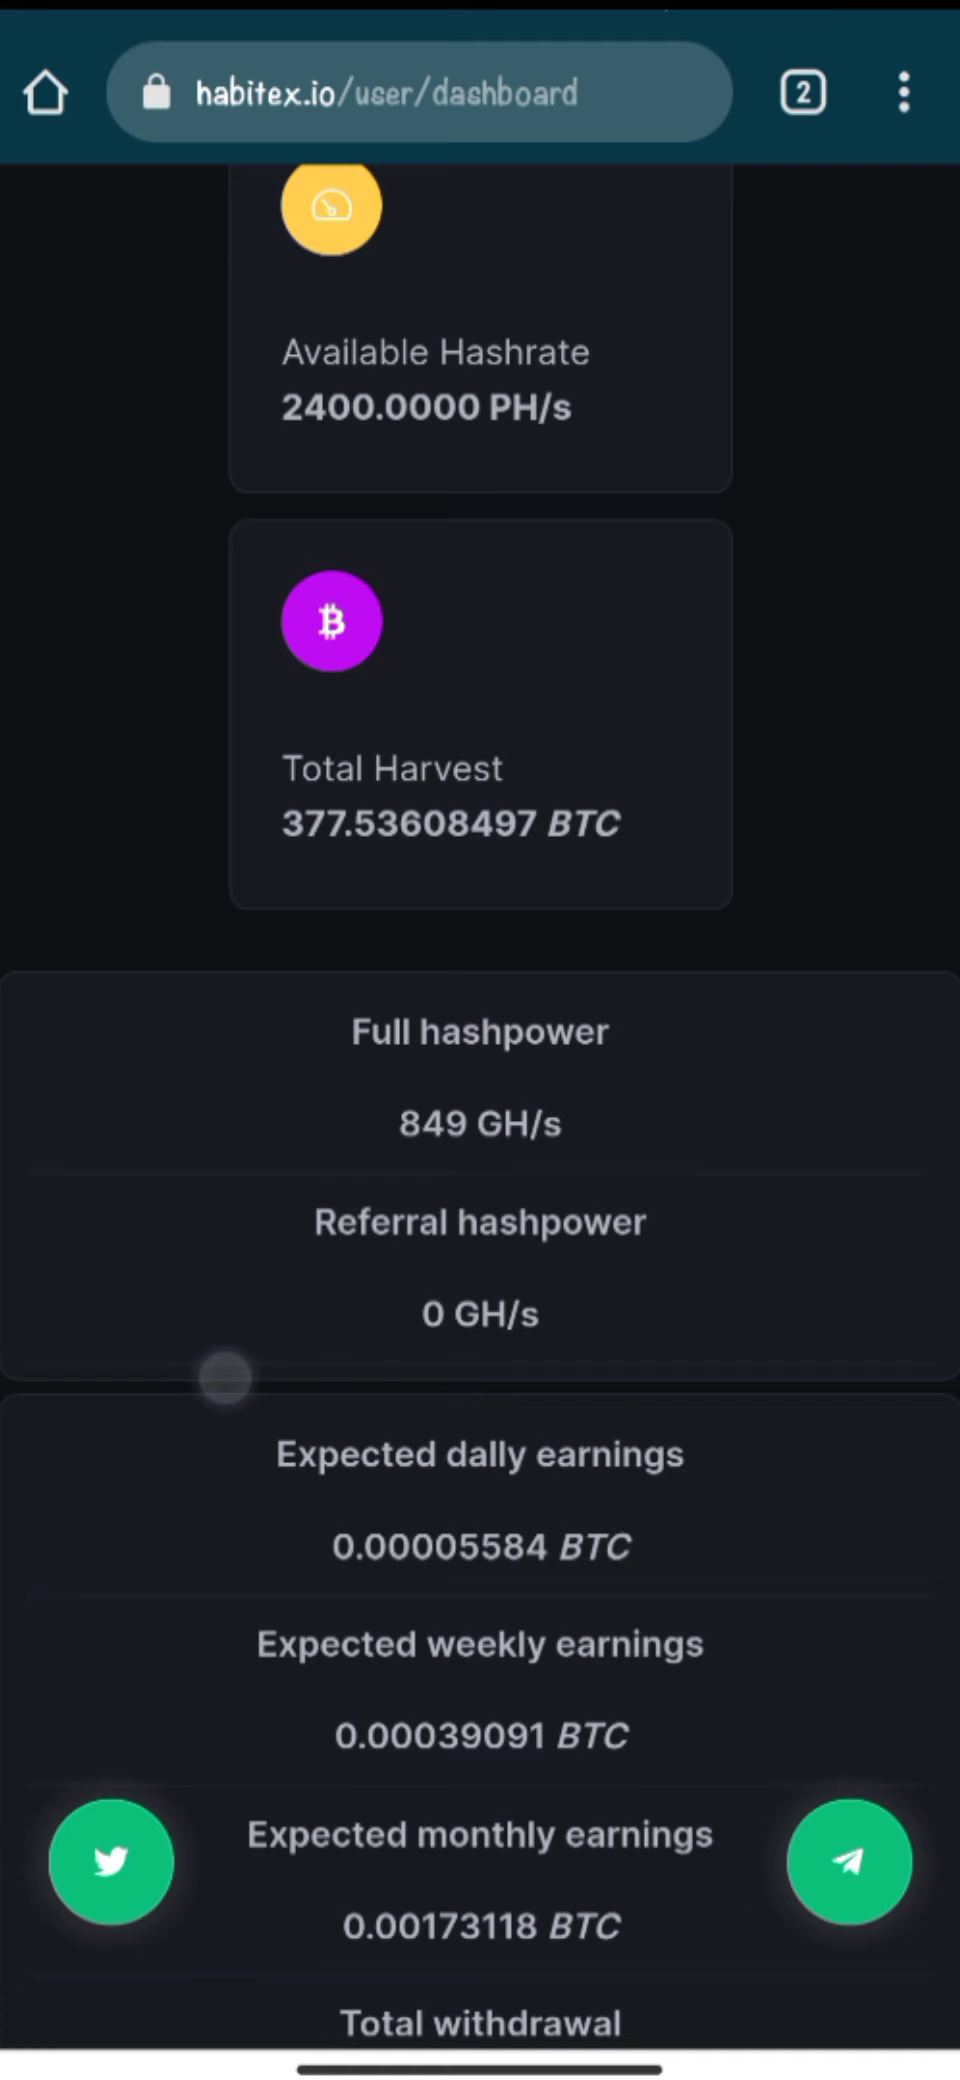 habitex.io/user/dashboard
2
Available Hashrate
2400.0000 PH/s
Total Harvest
377.53608497 BTC
Full hashpower
849 GH/s
Referral hashpower
0 GH/s
Expected dally earnings
0.00005584 BTC
Expected weekly earnings
0.00039091 BTC
Expected monthly earnings
0.00173118 BTC
Total withdrawal